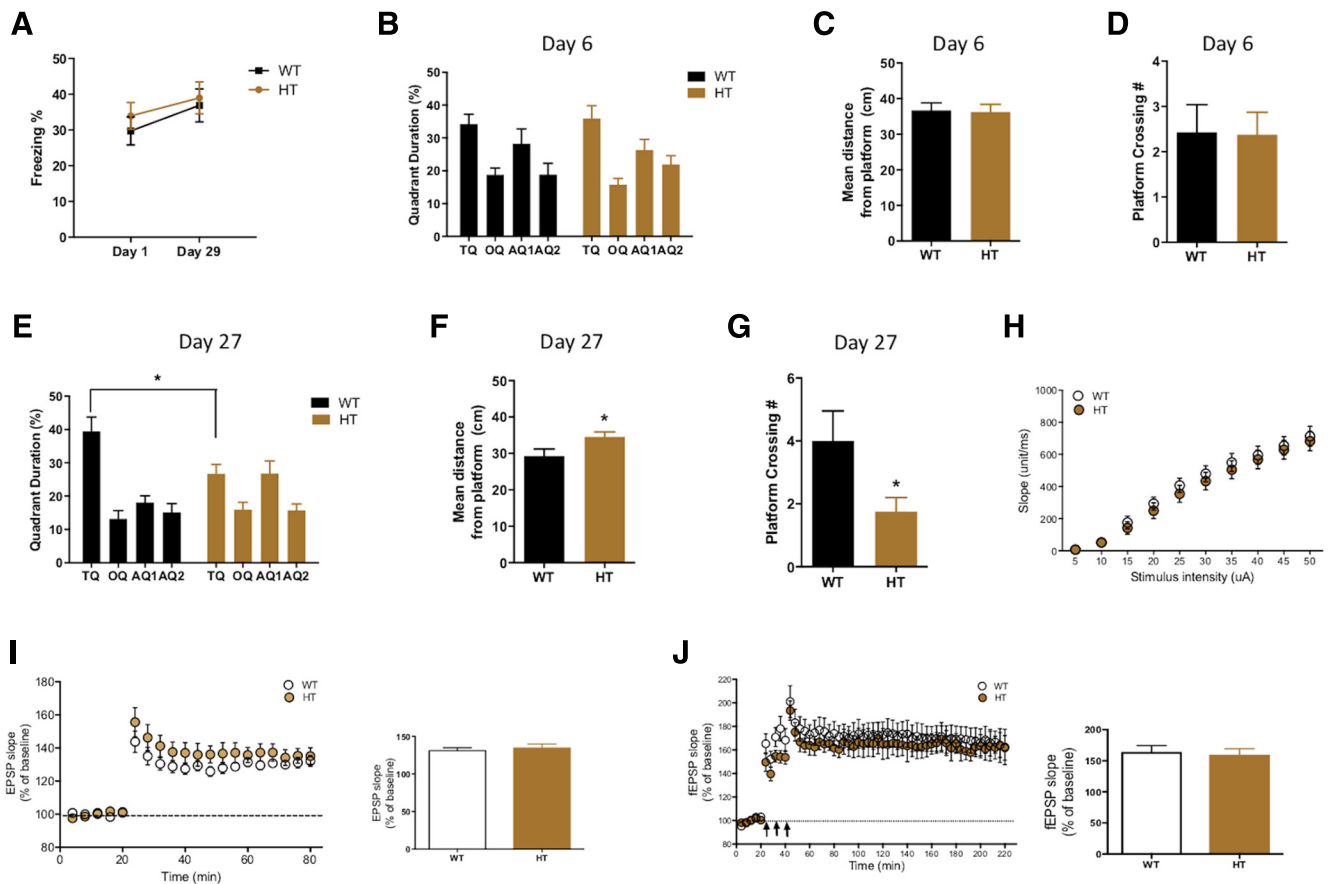 A
WT
HT
Freezing %
50
40
30
20
10
0
Day 1 Day 29
B
Day 6
WT
HT
Quadrant Duration (%)
50
40
30
20
10
0
TQ OQ AQ1 AQ2 TQ OQ AQ1 AQ2
C
Day 6
Mean distance
from platform (cm)
50
40
30
20
10
0
WT HT
D
Day 6
Platform Crossing #
4
3
2
1
0
WT HT
E
Day 27
*
WT
HT
Quadrant Duration (%)
50
40
30
20
10
0
TQ OQ AQ1 AQ2 TQ OQ AQ1 AQ2
F
Day 27
*
Mean distance
from platform (cm)
50
40
30
20
10
0
WT HT
G
Day 27
*
Platform Crossing #
6
4
2
0
WT HT
H
WT
HT
Slope (unit/ms)
1000
800
600
400
200
0
5 10 15 20 25 30 35 40 45 50
Stimulus intensity (uA)
I
WT
HT
EPSP slope
(% of baseline)
180
160
140
120
100
80
0 20 40 60 80
Time (min)
EPSP slope
(% of baseline)
150
100
50
0
WT HT
J
WT
HT
fEPSP slope
(% of baseline)
220
200
180
160
140
120
100
80
0 20 40 60 80 100 120 140 160 180 200 220
Time (min)
fEPSP slope
(% of baseline)
200
150
100
50
0
WT HT